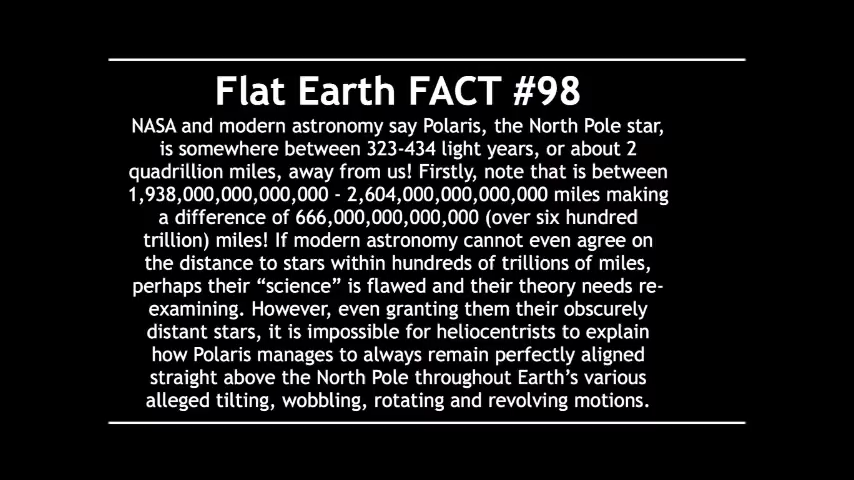 Flat Earth FACT #98
NASA and modern astronomy say Polaris, the North Pole star,
is somewhere between 323-434 light years, or about 2
quadrillion miles, away from us! Firstly, note that is between
1,938,000,000,000,000 - 2,604,000,000,000,000 miles making
a difference of 666,000,000,000,000 (over six hundred
trillion) miles! If modern astronomy cannot even agree on
the distance to stars within hundreds of trillions of miles,
perhaps their “science” is flawed and their theory needs re-
examining. However, even granting them their obscurely
distant stars, it is impossible for heliocentrists to explain
how Polaris manages to always remain perfectly aligned
straight above the North Pole throughout Earth’s various
alleged tilting, wobbling, rotating and revolving motions.